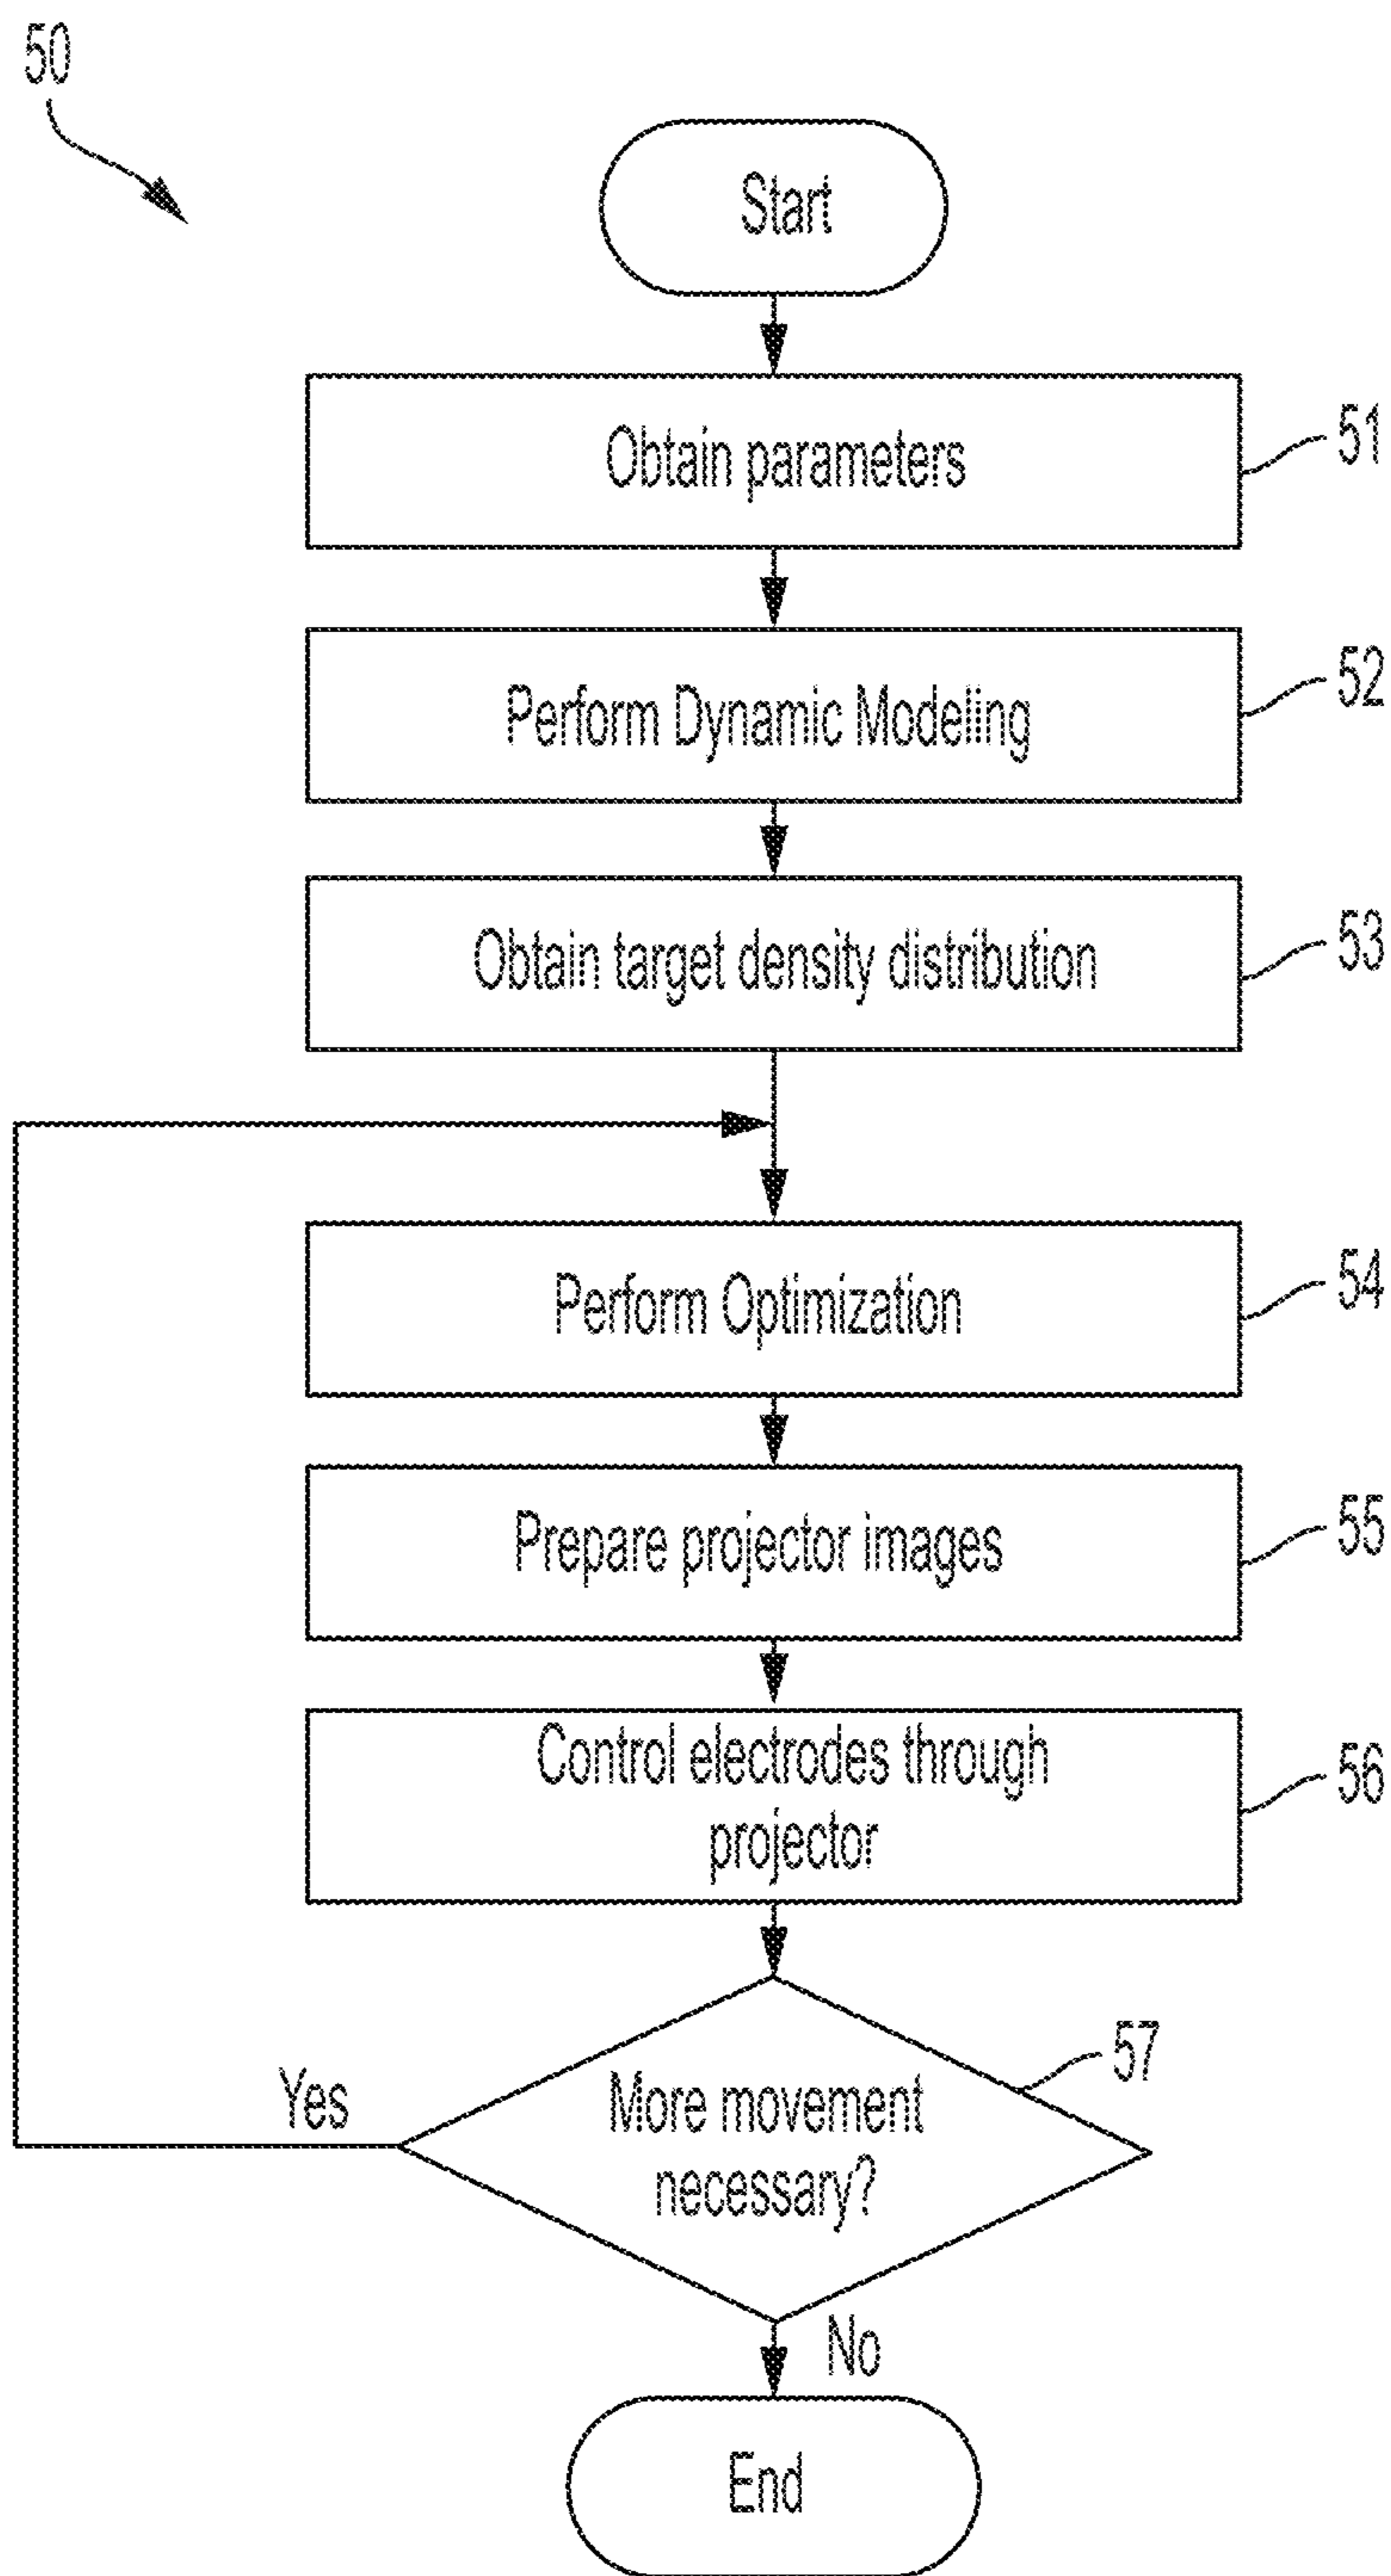 50
Start
Obtain parameters
51
Perform Dynamic Modeling
52
Obtain target density distribution
53
Perform Optimization
54
Prepare projector images
55
Control electrodes through
projector
56
More movement
necessary?
57
Yes
No
End